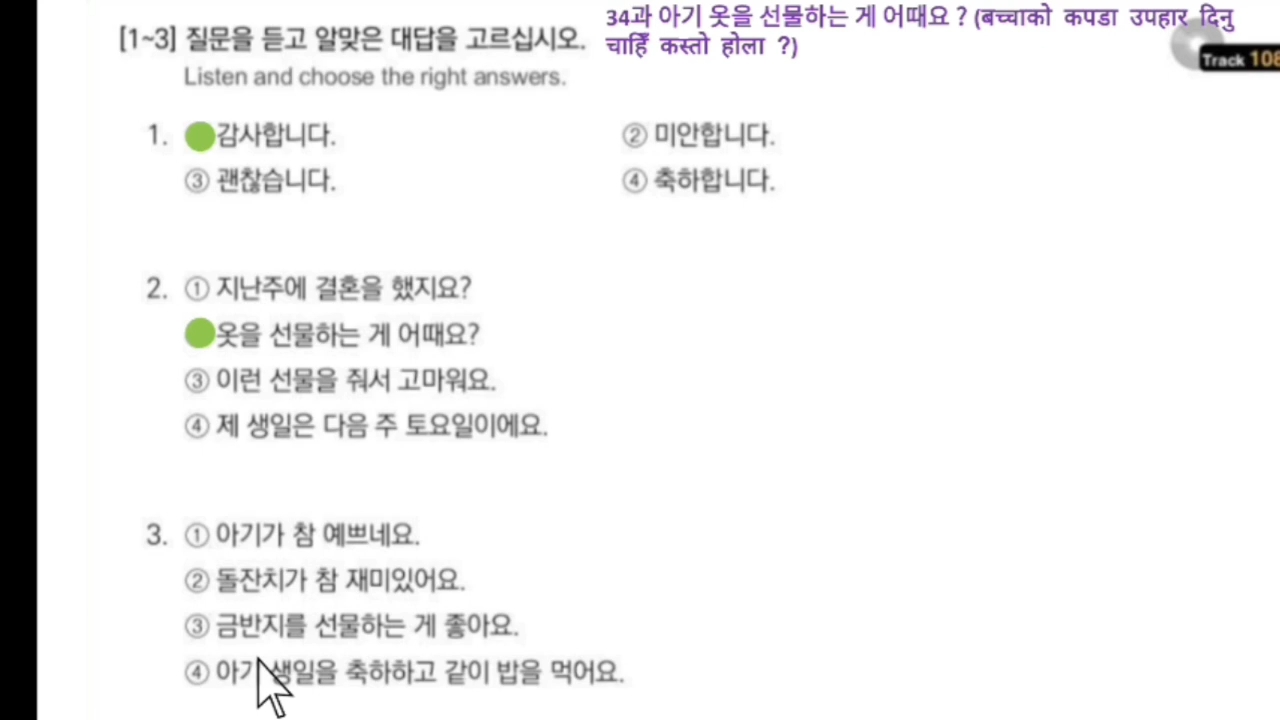 34과 아기 옷을 선물하는 게 어때요 ? (बच्चाको कपडा उपहार दिनु
चाहिँ कस्तो होला ?)
[1~3] 질문을 듣고 알맞은 대답을 고르십시오.
Listen and choose the right answers.
Track 108
1. 감사합니다. ② 미안합니다.
③ 괜찮습니다. ④ 축하합니다.
2. ① 지난주에 결혼을 했지요?
옷을 선물하는 게 어때요?
③ 이런 선물을 줘서 고마워요.
④ 제 생일은 다음 주 토요일이에요.
3. ① 아기가 참 예쁘네요.
② 돌잔치가 참 재미있어요.
③ 금반지를 선물하는 게 좋아요.
④ 아기 생일을 축하하고 같이 밥을 먹어요.